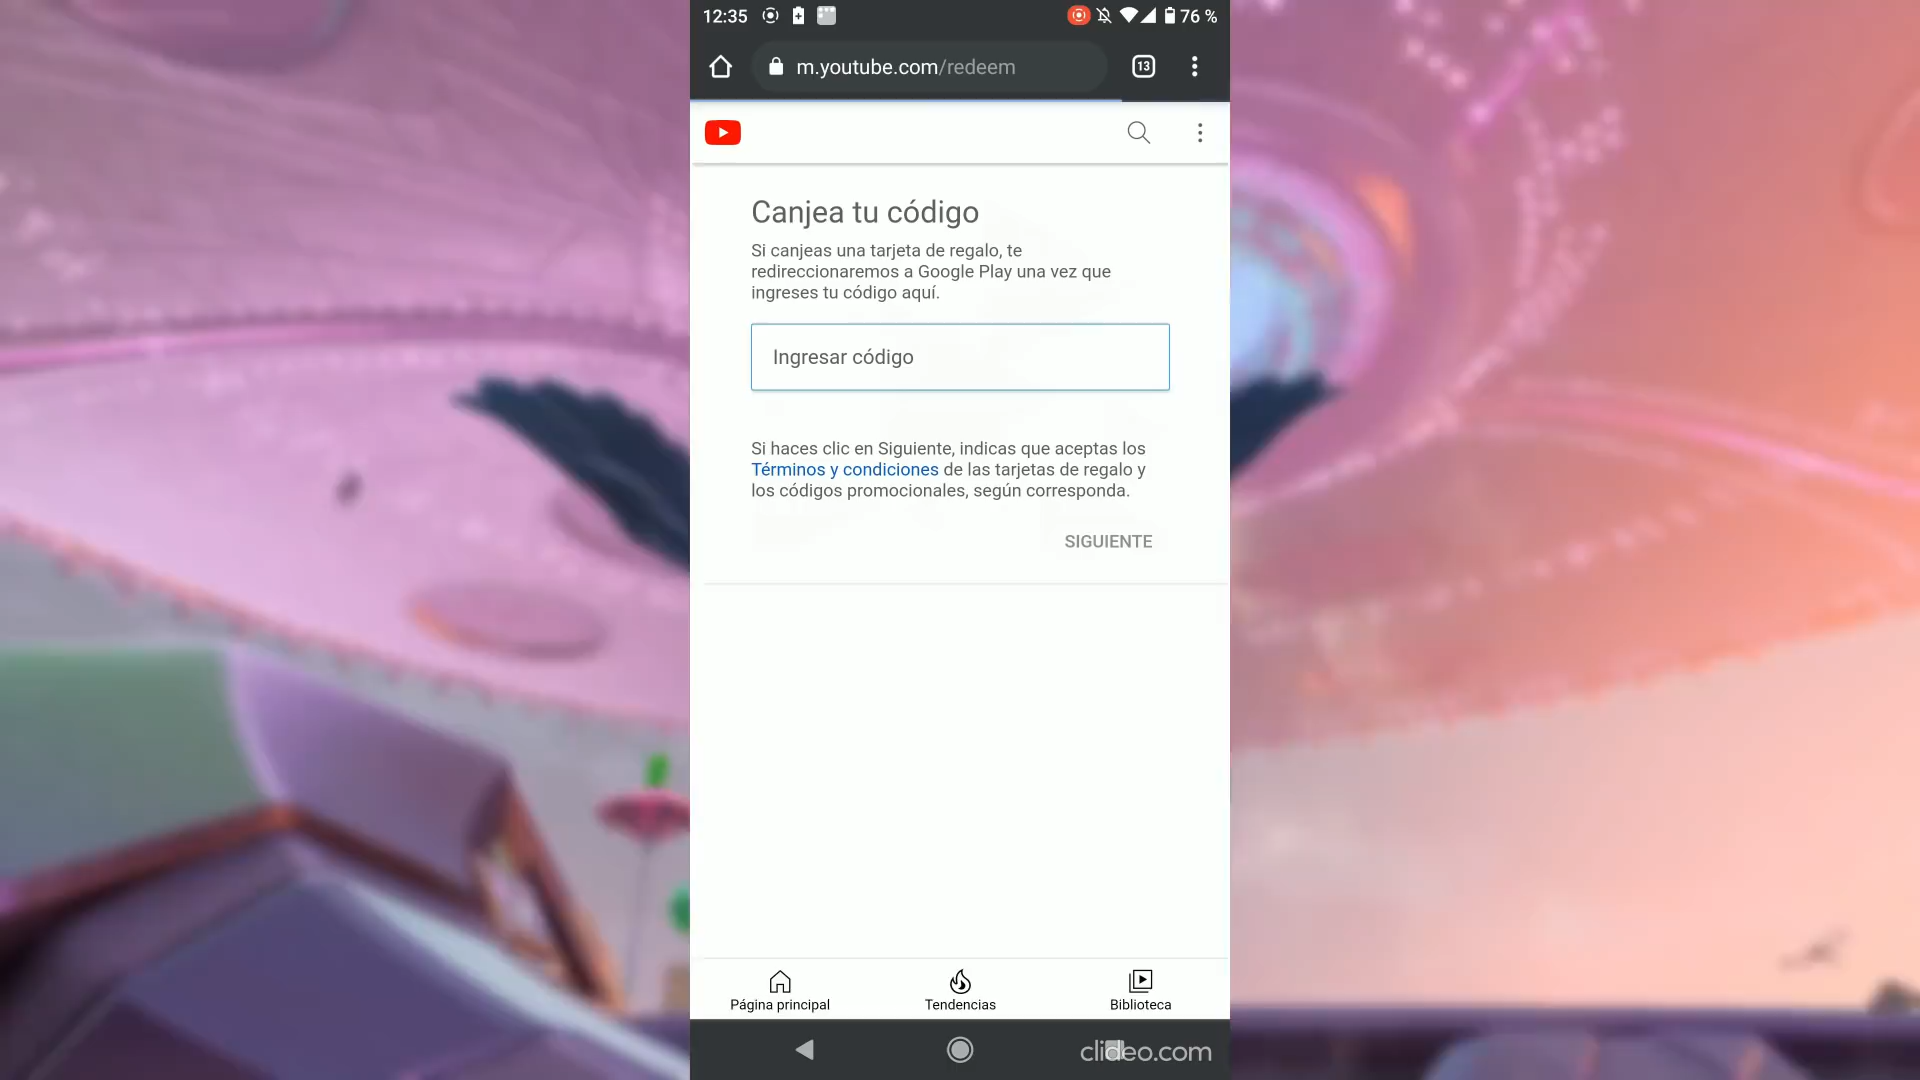 12:35
76 %
m.youtube.com/redeem
13
Canjea tu código
Si canjeas una tarjeta de regalo, te
redireccionaremos a Google Play una vez que
ingreses tu código aquí.
Ingresar código
Si haces clic en Siguiente, indicas que aceptas los
Términos y condiciones de las tarjetas de regalo y
los códigos promocionales, según corresponda.
SIGUIENTE
Página principal
Tendencias
Biblioteca
clideo.com